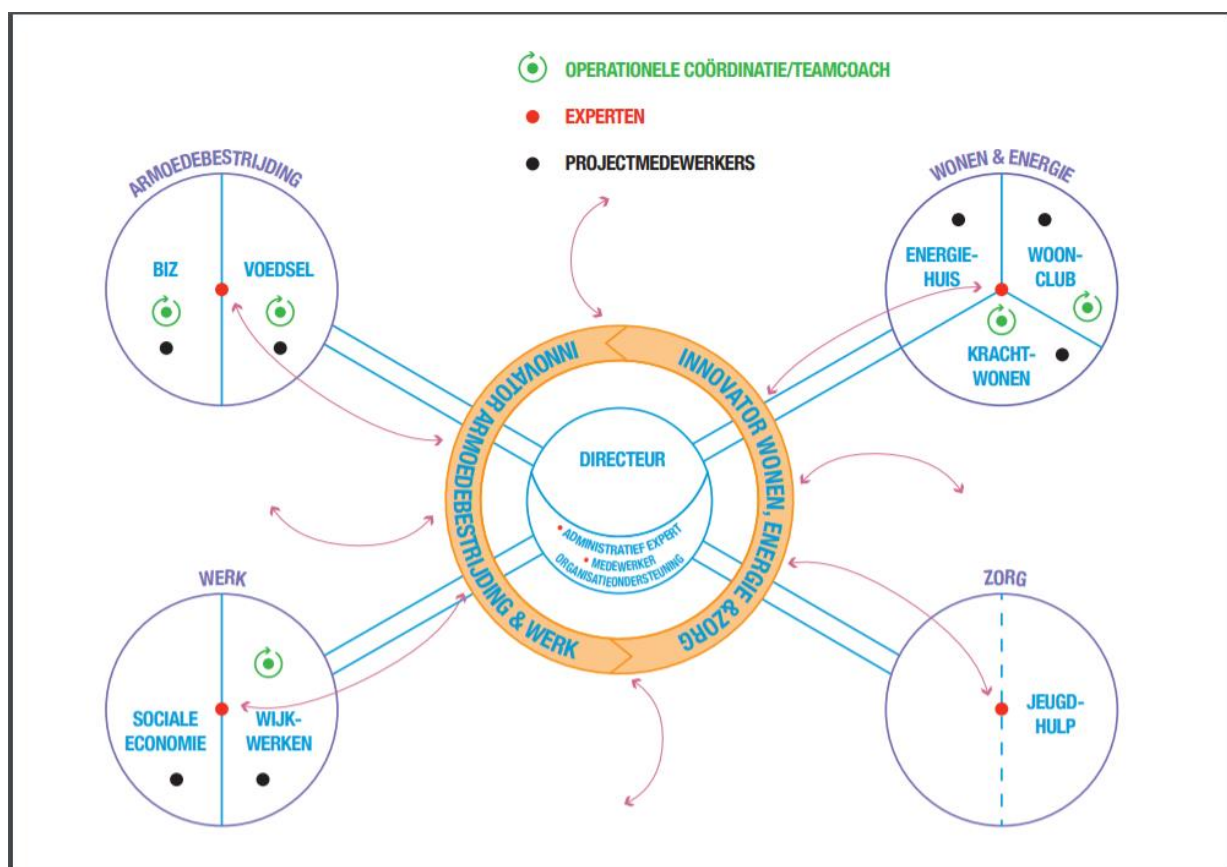 OPERATIONELE COÖRDINATIE/TEAMCOACH
EXPERTEN
PROJECTMEDEWERKERS
ARMOEDEBESTRIJDING
BIZ
VOEDSEL
WONEN & ENERGIE
ENERGIE-
HUIS
WOON-
CLUB
KRACHT-
WONEN
INNOVATOR ARMOEDEBESTRIJDING & WERK
INNOVATOR WONEN, ENERGIE &ZORG
DIRECTEUR
• ADMINISTRATIEF EXPERT
• MEDEWERKER
ORGANISATIEONDERSTEUNING
WERK
SOCIALE
ECONOMIE
WIJK-
WERKEN
ZORG
JEUGD-
HULP